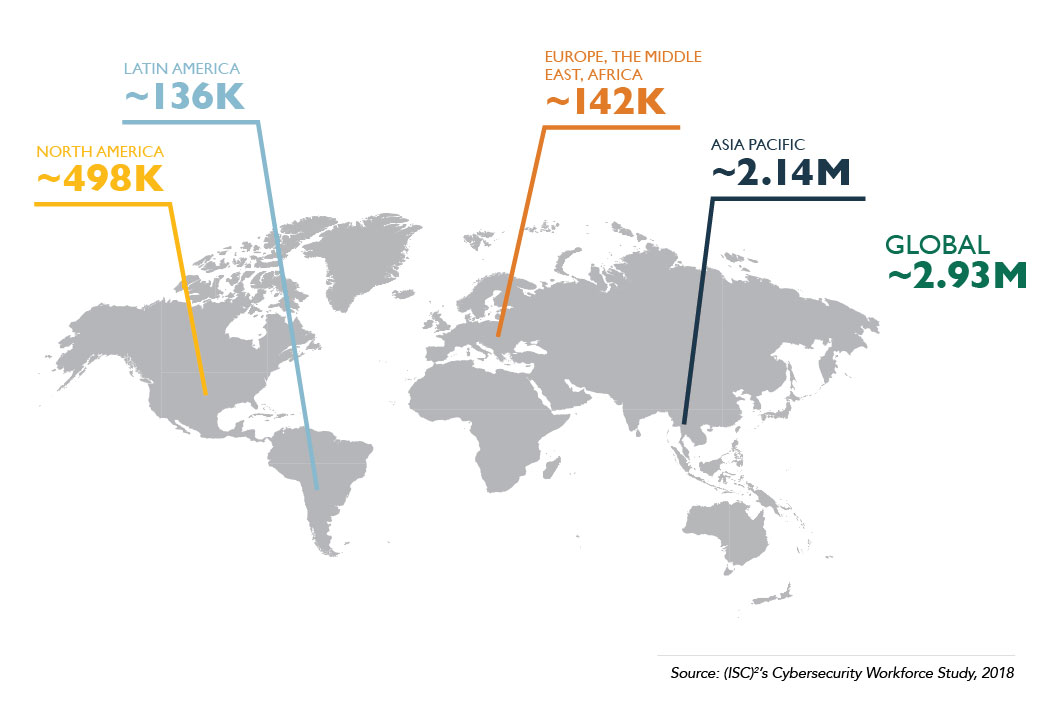 LATIN AMERICA
~136K
EUROPE, THE MIDDLE
EAST, AFRICA
~142K
NORTH AMERICA
~498K
ASIA PACIFIC
~2.14M
GLOBAL
~2.93M
Source: (ISC)²'s Cybersecurity Workforce Study, 2018